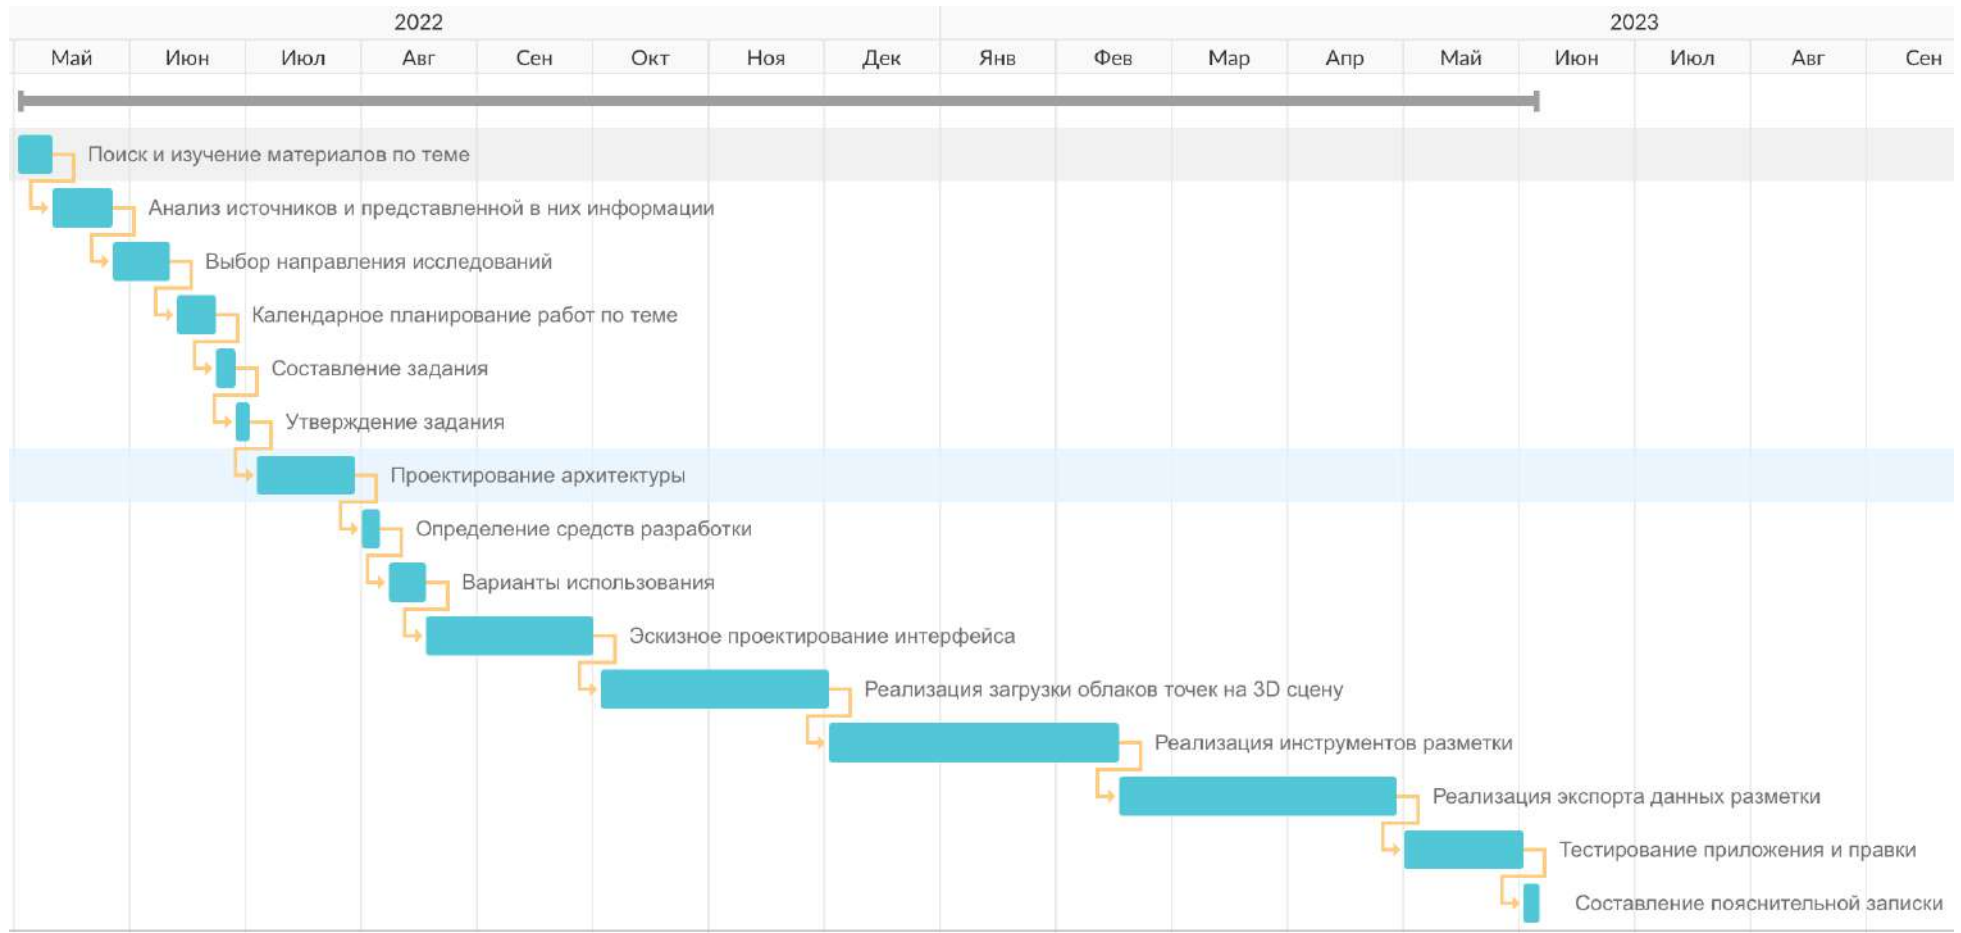 2022 2023
Май Июн Июл Авг Сен Окт Ноя Дек Янв Фев Мар Апр Май Июн Июл Авг Сен
Поиск и изучение материалов по теме
Анализ источников и представленной в них информации
Выбор направления исследований
Календарное планирование работ по теме
Составление задания
Утверждение задания
Проектирование архитектуры
Определение средств разработки
Варианты использования
Эскизное проектирование интерфейса
Реализация загрузки облаков точек на 3D сцену
Реализация инструментов разметки
Реализация экспорта данных разметки
Тестирование приложения и правки
Составление пояснительной записки